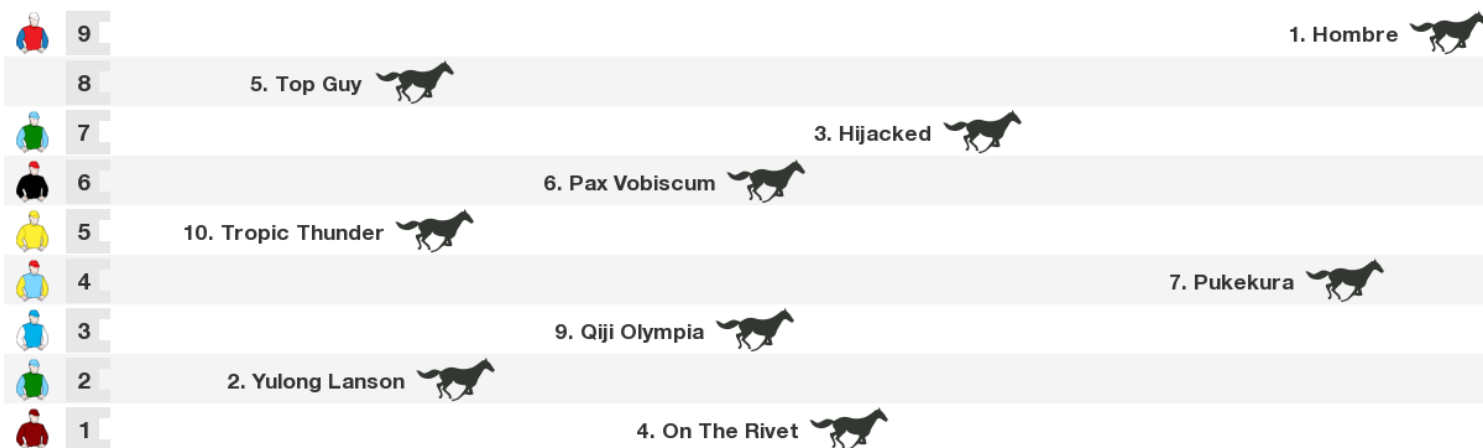 9 1. Hombre
8 5. Top Guy
7 3. Hijacked
6 6. Pax Vobiscum
5 10. Tropic Thunder
4 7. Pukekura
3 9. Qiji Olympia
2 2. Yulong Lanson
1 4. On The Rivet